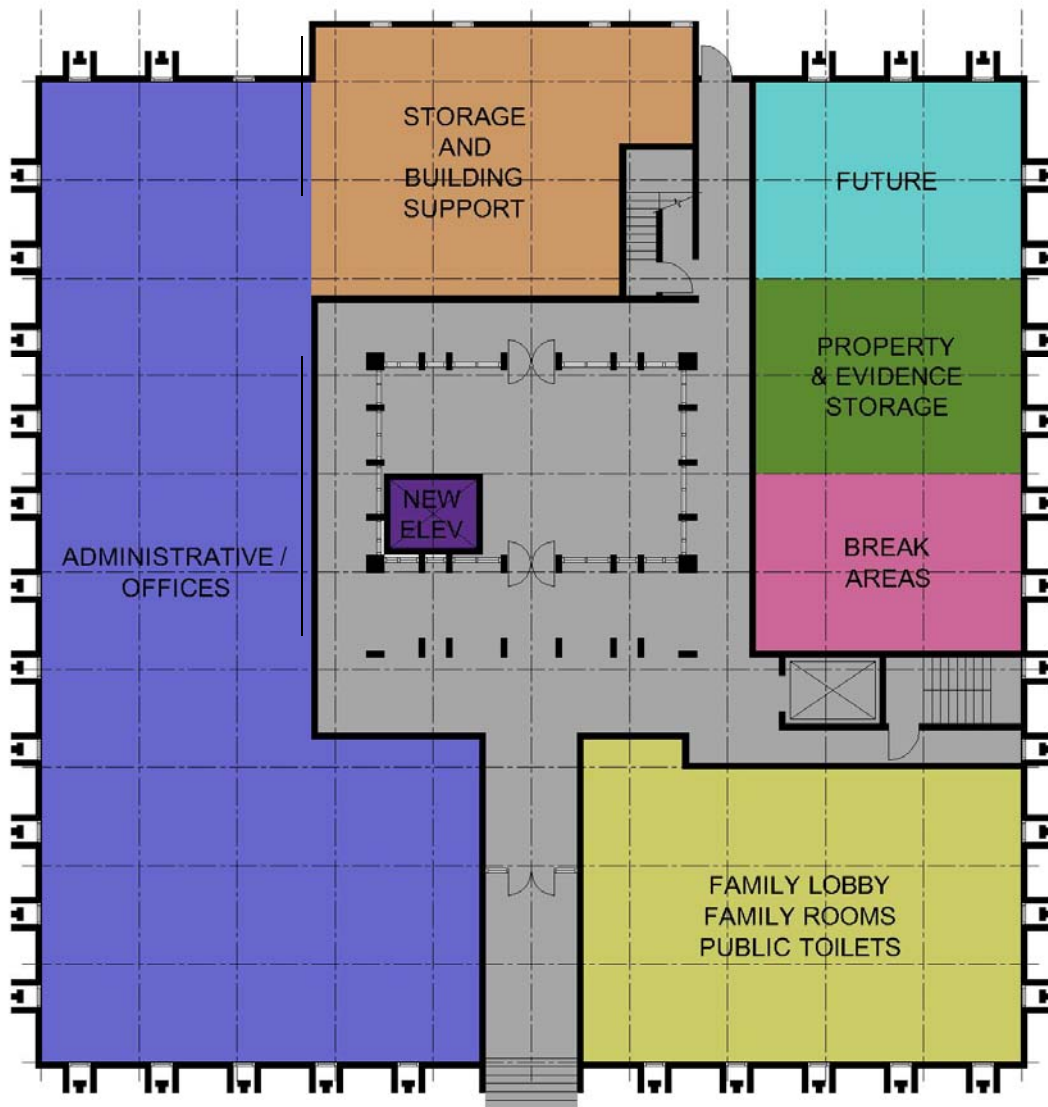 STORAGE
AND
BUILDING
SUPPORT
FUTURE
PROPERTY
& EVIDENCE
STORAGE
NEW
ELEV
BREAK
AREAS
ADMINISTRATIVE /
OFFICES
FAMILY LOBBY
FAMILY ROOMS
PUBLIC TOILETS